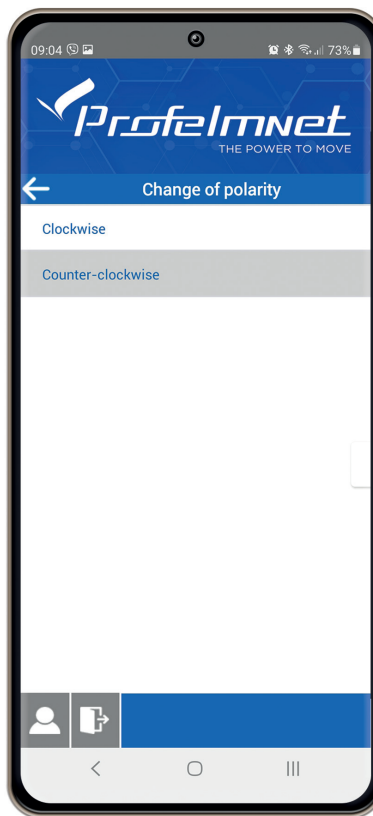 09:04
73%
Profelmnet
THE POWER TO MOVE
Change of polarity
Clockwise
Counter-clockwise